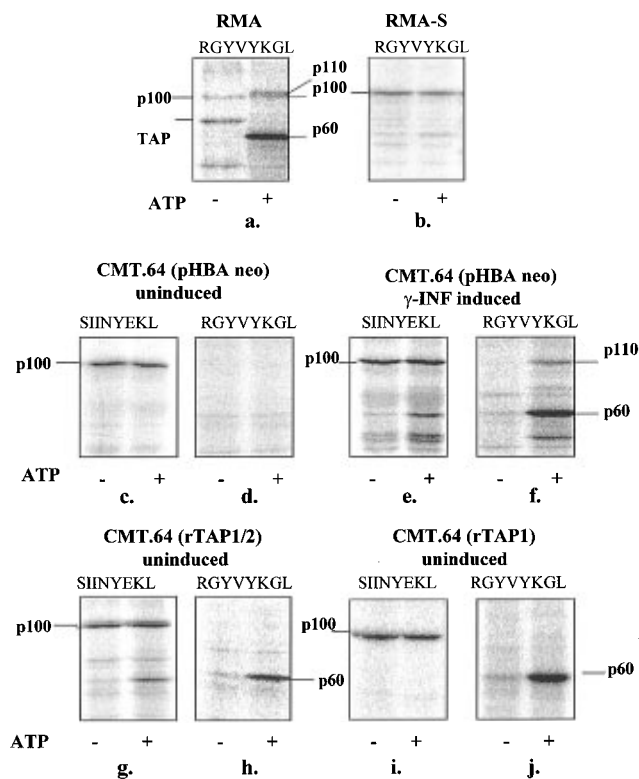 RMA RMA-S
RGYVYKGL RGYVYKGL
p110
p100 p100
TAP p60
ATP - + - +
a. b.
CMT.64 (pHBA neo) CMT.64 (pHBA neo)
uninduced γ-INF induced
SIINYEKL RGYVYKGL SIINYEKL RGYVYKGL
p100 p100 p110
p60
ATP - + - + - + - +
c. d. e. f.
CMT.64 (rTAP1/2) CMT.64 (rTAP1)
uninduced uninduced
SIINYEKL RGYVYKGL SIINYEKL RGYVYKGL
p100 p100
p60 p60
ATP - + - + - + - +
g. h. i. j.